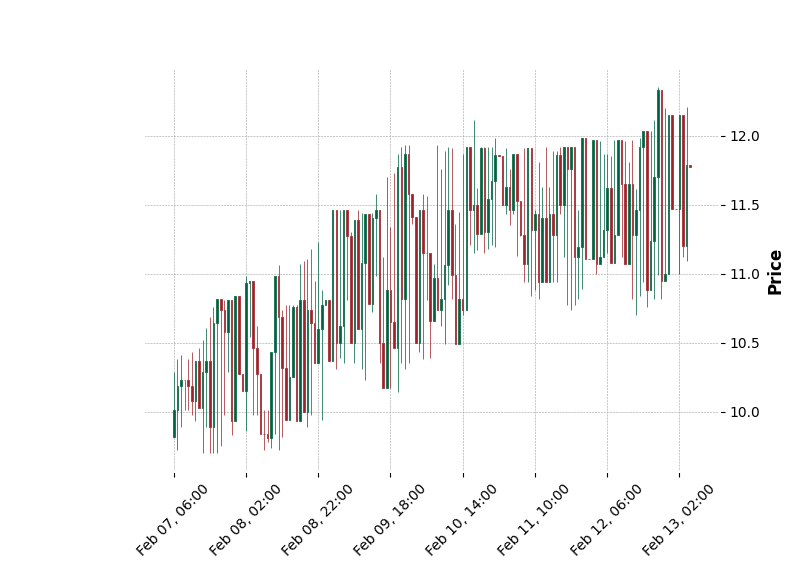 12.0
11.5
11.0
10.5
10.0
Price
Feb 07, 06:00
Feb 08, 02:00
Feb 08, 22:00
Feb 09, 18:00
Feb 10, 14:00
Feb 11, 10:00
Feb 12, 06:00
Feb 13, 02:00